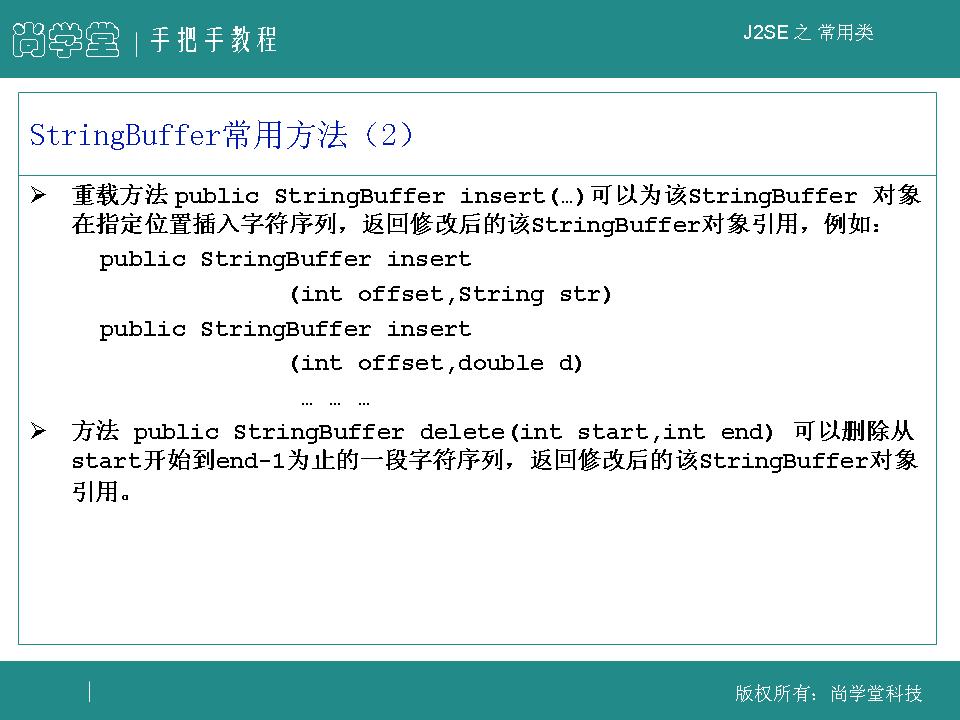 尚学堂 | 手把手教程
J2SE 之 常用类
StringBuffer常用方法（2）
➢ 重载方法 public StringBuffer insert(…)可以为该StringBuffer 对象
在指定位置插入字符序列，返回修改后的该StringBuffer对象引用，例如：
public StringBuffer insert
(int offset,String str)
public StringBuffer insert
(int offset,double d)
… … …
➢ 方法 public StringBuffer delete(int start,int end) 可以删除从
start开始到end-1为止的一段字符序列，返回修改后的该StringBuffer对象
引用。
版权所有：尚学堂科技